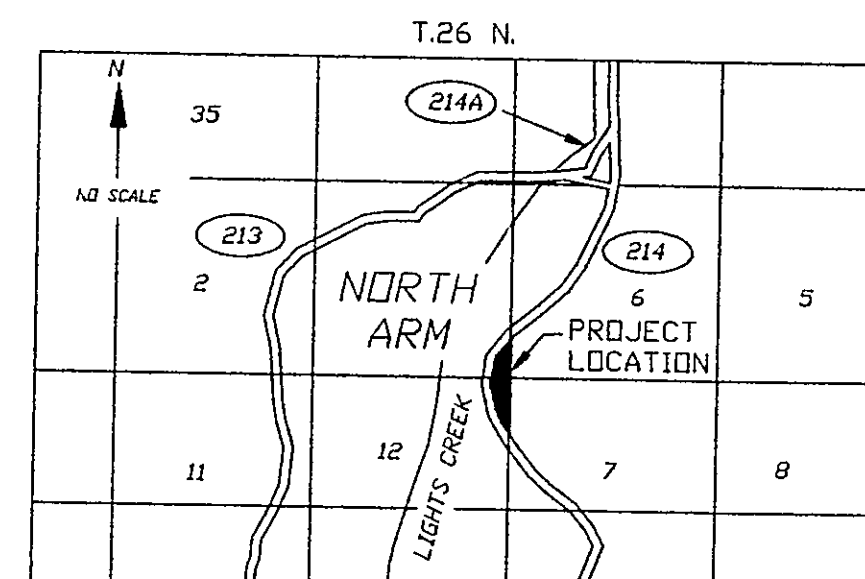 T.26 N.
N
35
214A
NO SCALE
213
214
2
NORTH
ARM
6
5
PROJECT
LOCATION
12
LIGHTS CREEK
11
7
8